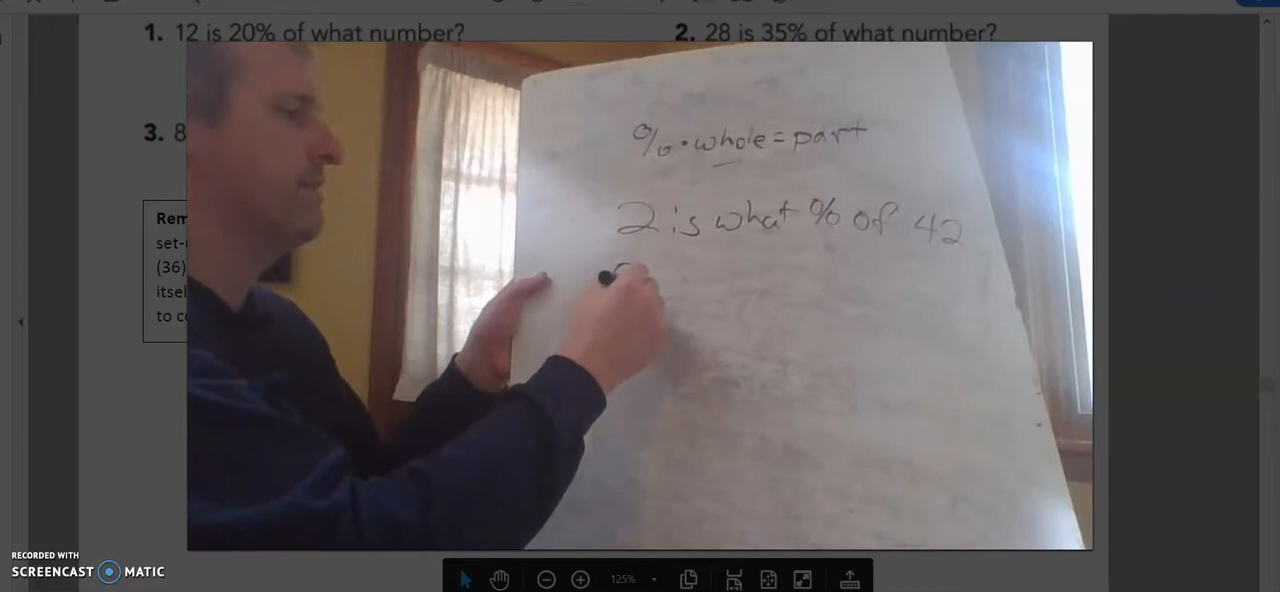 1. 12 is 20% of what number?
2. 28 is 35% of what number?
3. 8
% · whole = part
2 is what % of 42
Rem
set-
(36)
itsel
to co
RECORDED WITH
SCREENCAST MATIC
125%